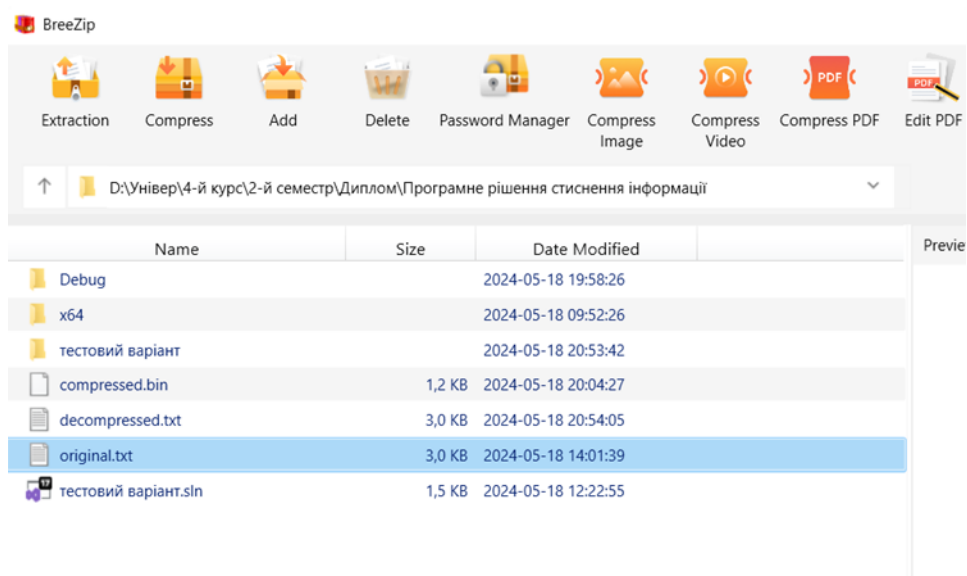 BreeZip
Extraction
Compress
Add
Delete
Password Manager
Compress
Image
Compress
Video
PDF
Compress PDF
PDF
Edit PDF
D:\Універ\4-й курс\2-й семестр\Диплом\Програмне рішення стиснення інформації
Name Size Date Modified
Previe
Debug 2024-05-18 19:58:26
x64 2024-05-18 09:52:26
тестовий варіант 2024-05-18 20:53:42
compressed.bin 1,2 KB 2024-05-18 20:04:27
decompressed.txt 3,0 KB 2024-05-18 20:54:05
original.txt 3,0 KB 2024-05-18 14:01:39
17
тестовий варіант.sln 1,5 KB 2024-05-18 12:22:55